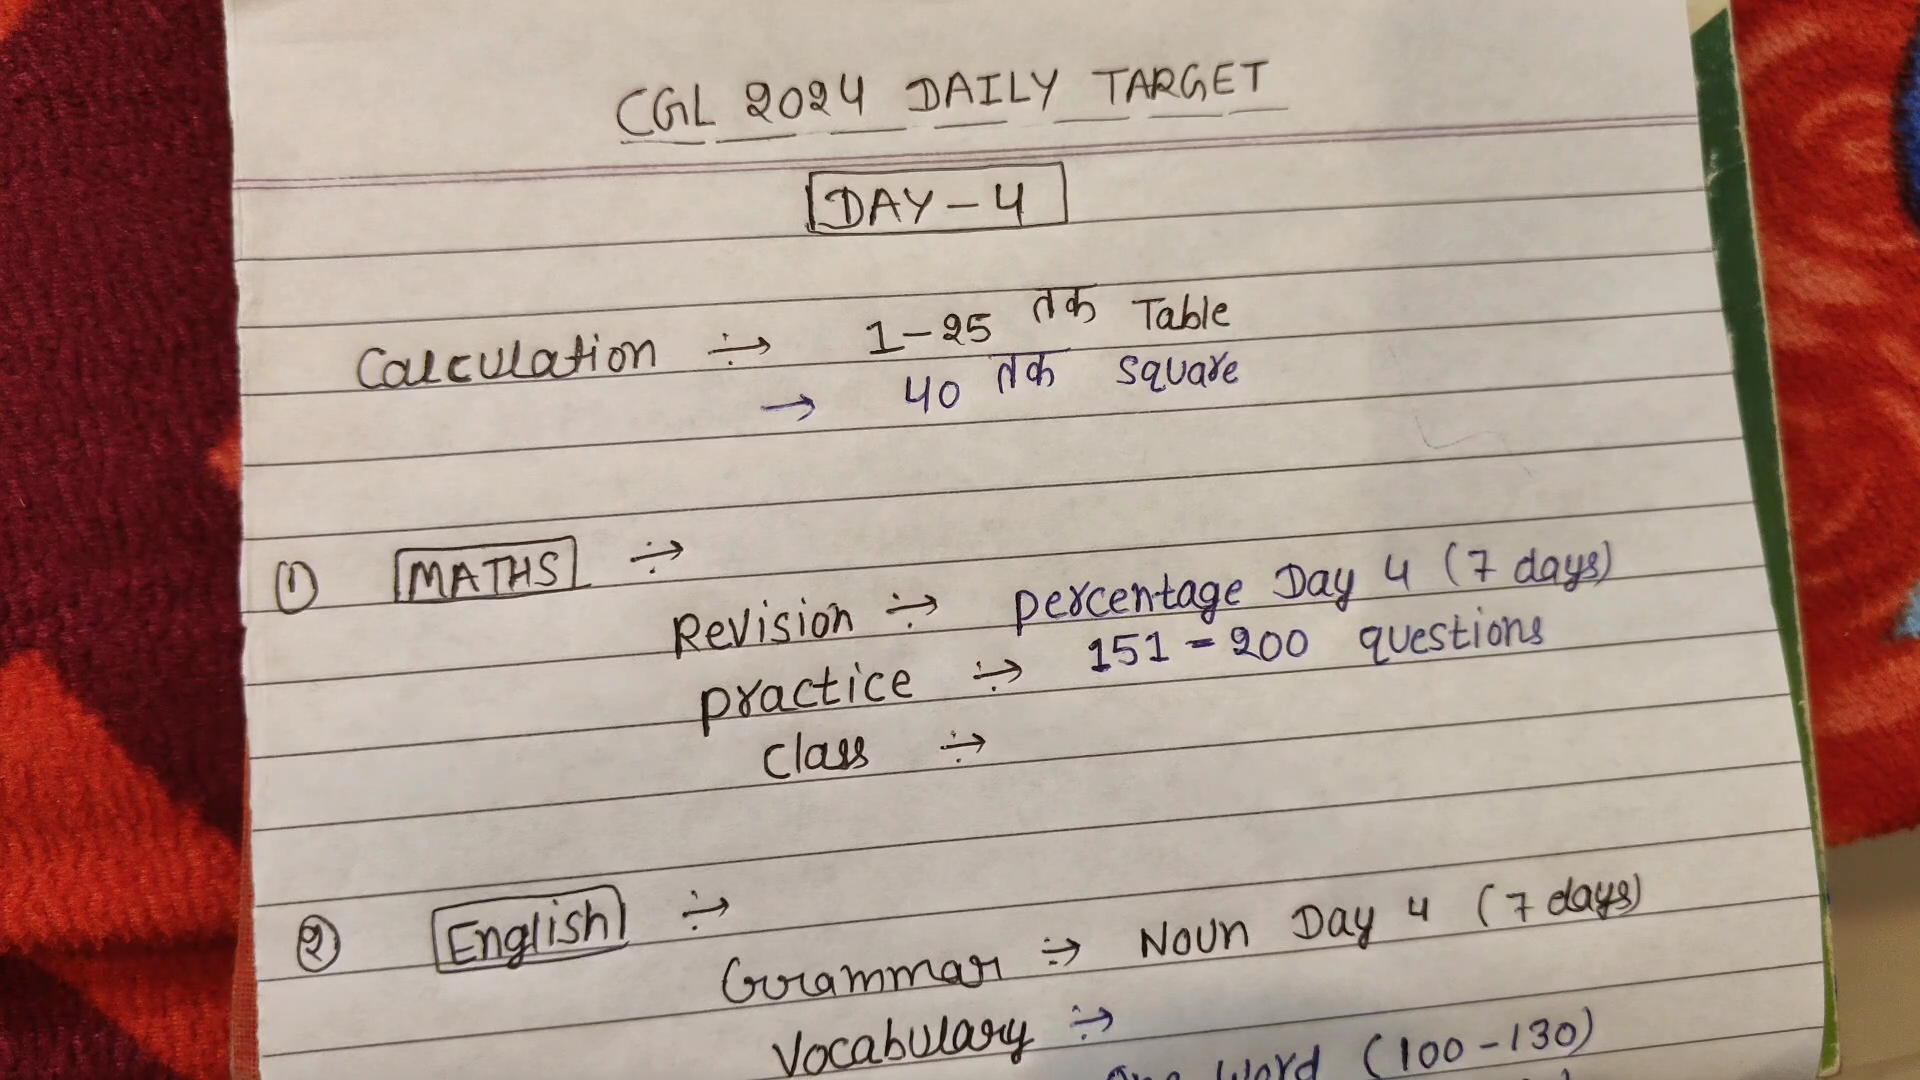 CGL 2024 DAILY TARGET
DAY-4
Calculation ÷→ 1-25 तक Table
→ 40 तक square
① MATHS ÷→
Revision ÷→ percentage Day 4 (7 days)
practice ÷→ 151-200 questions
class ÷→
② English ÷→
Grammar ÷→ Noun Day 4 (7 days)
Vocabulary ÷→
One Word (100-130)